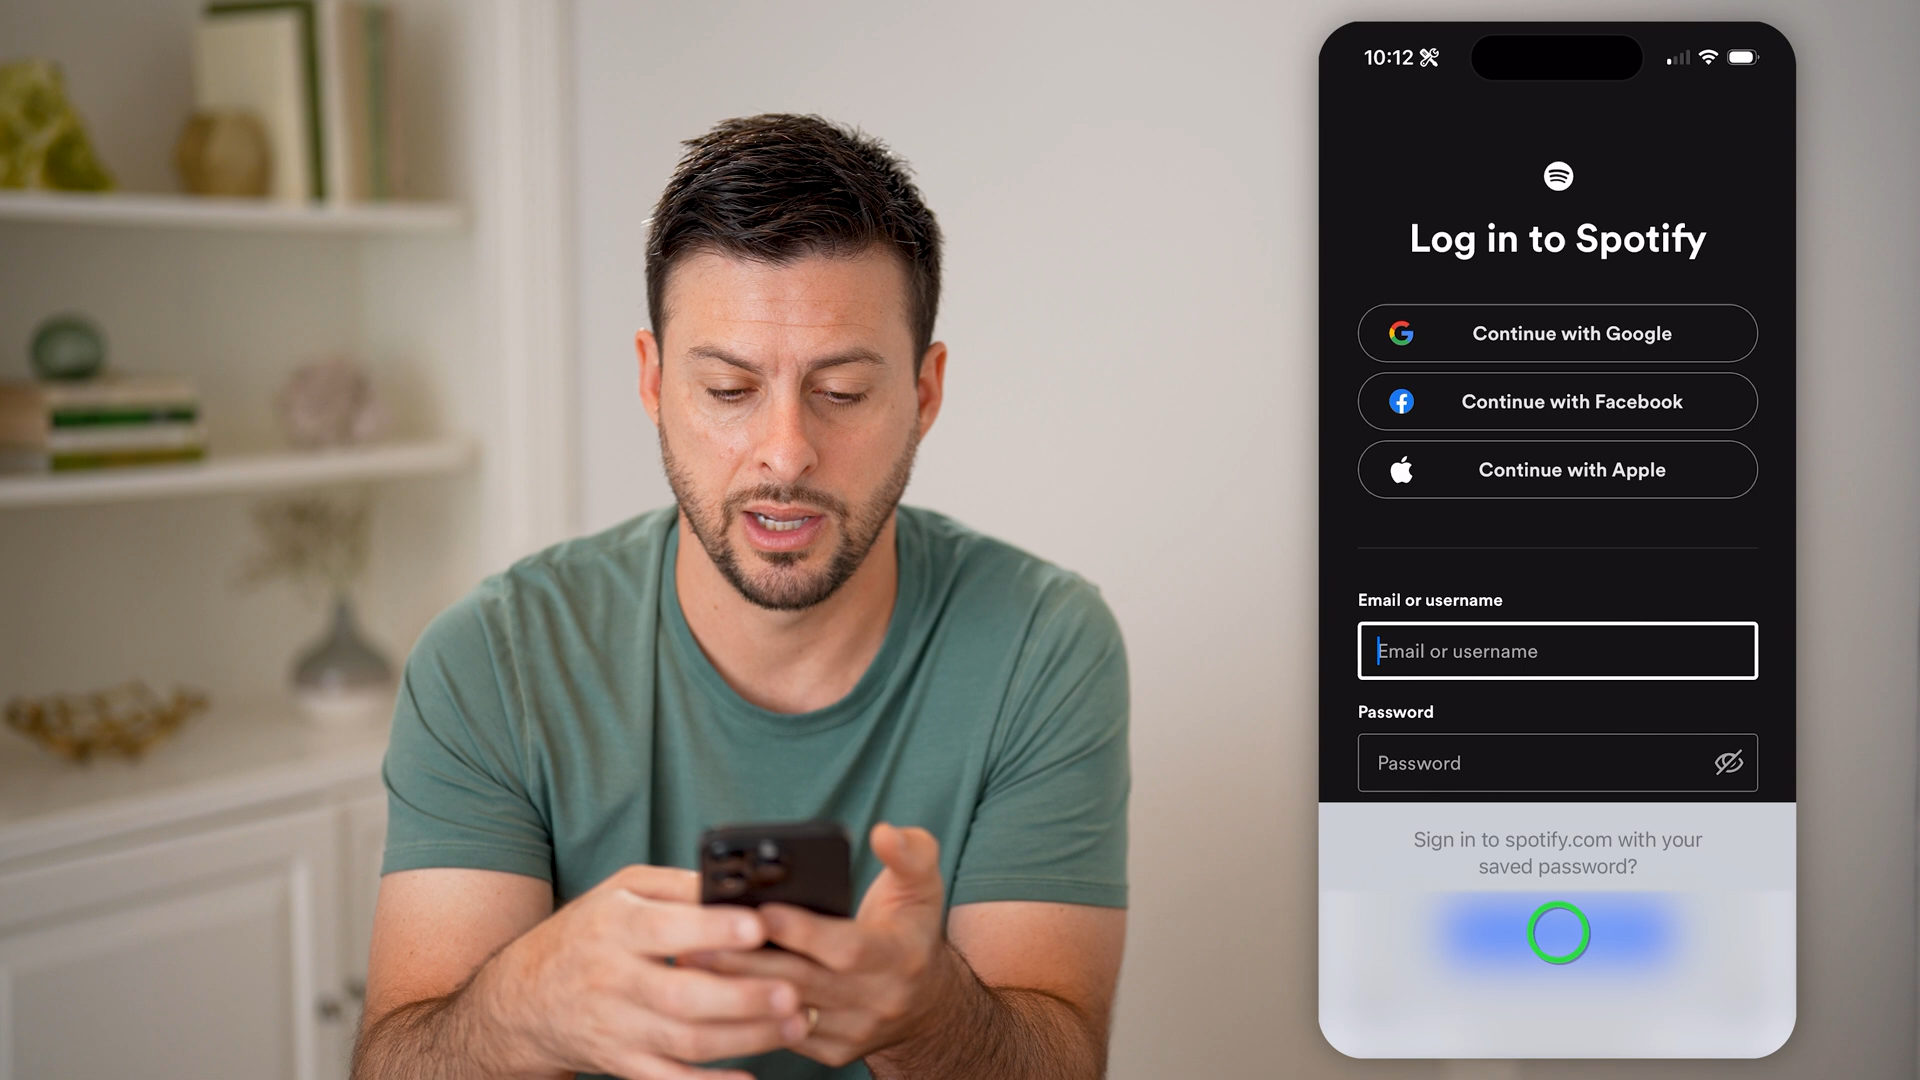 10:12
Log in to Spotify
Continue with Google
Continue with Facebook
Continue with Apple
Email or username
Email or username
Password
Password
Sign in to spotify.com with your
saved password?